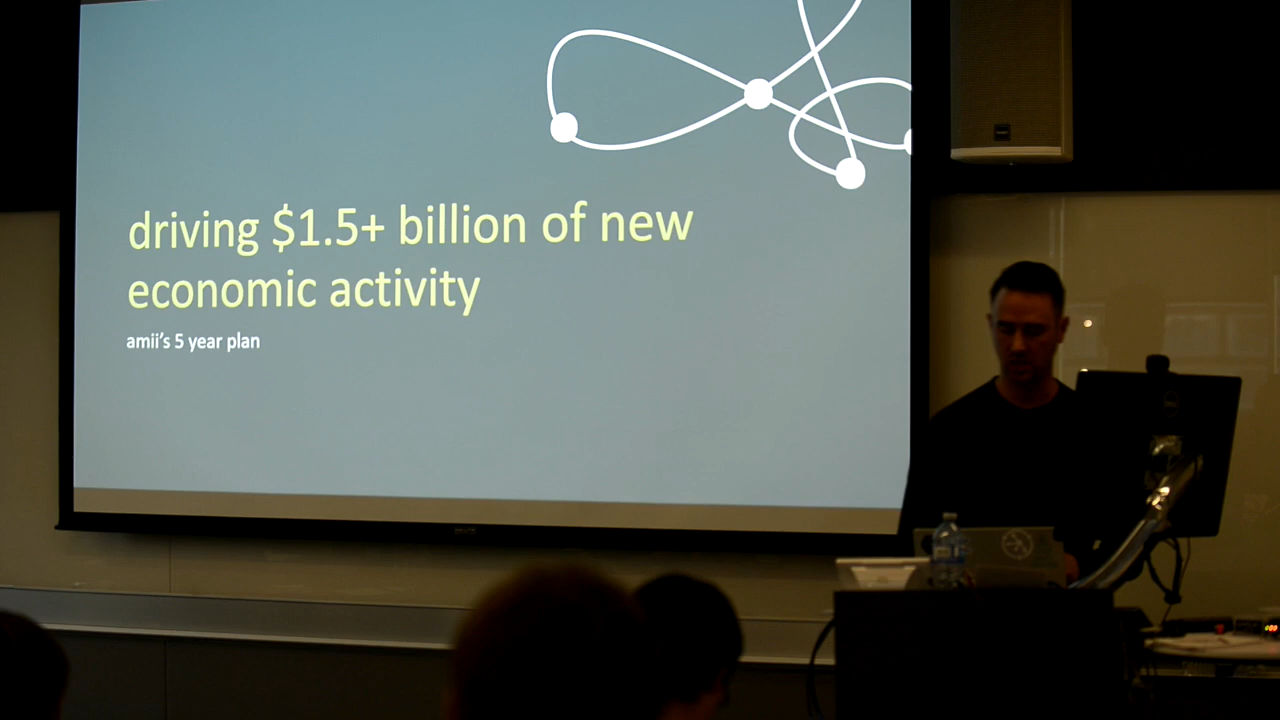 driving $1.5+ billion of new
economic activity
amii's 5 year plan